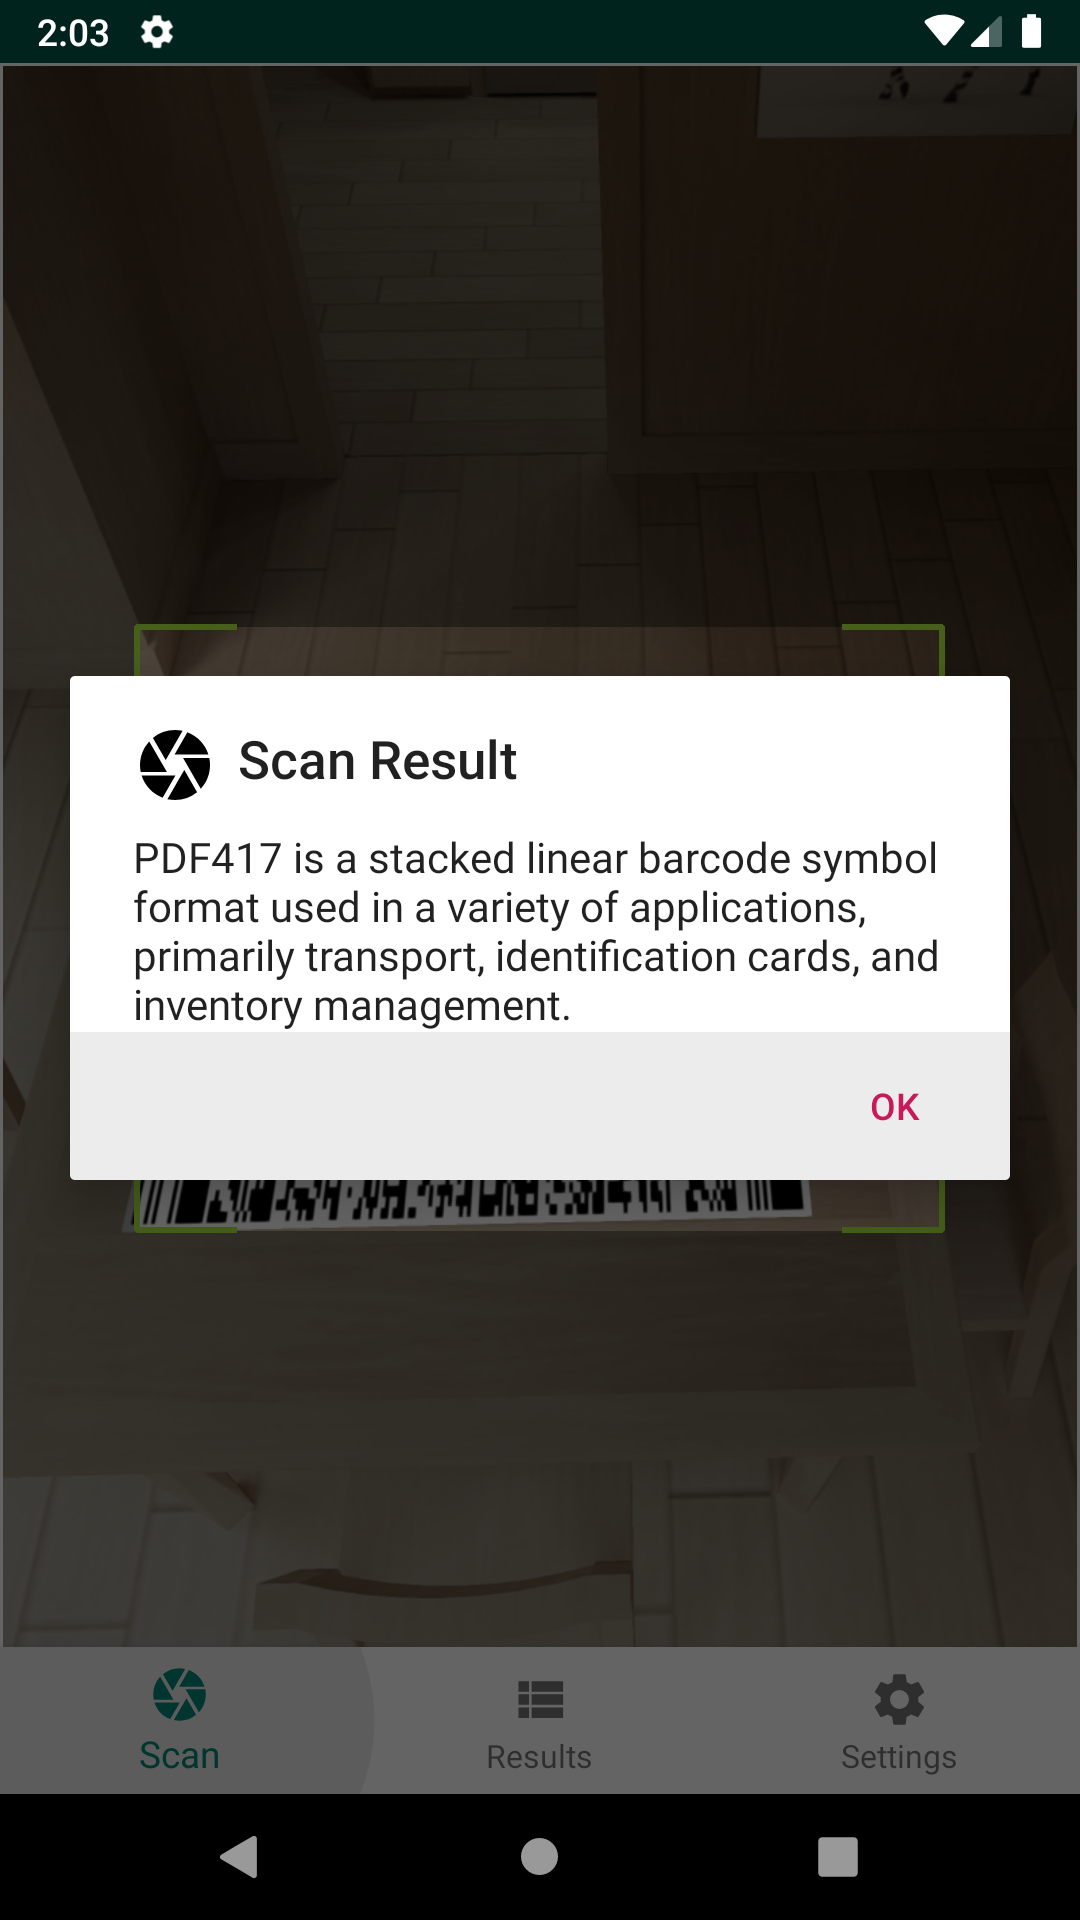 2:03
Scan Result
PDF417 is a stacked linear barcode symbol
format used in a variety of applications,
primarily transport, identification cards, and
inventory management.
OK
Scan
Results
Settings